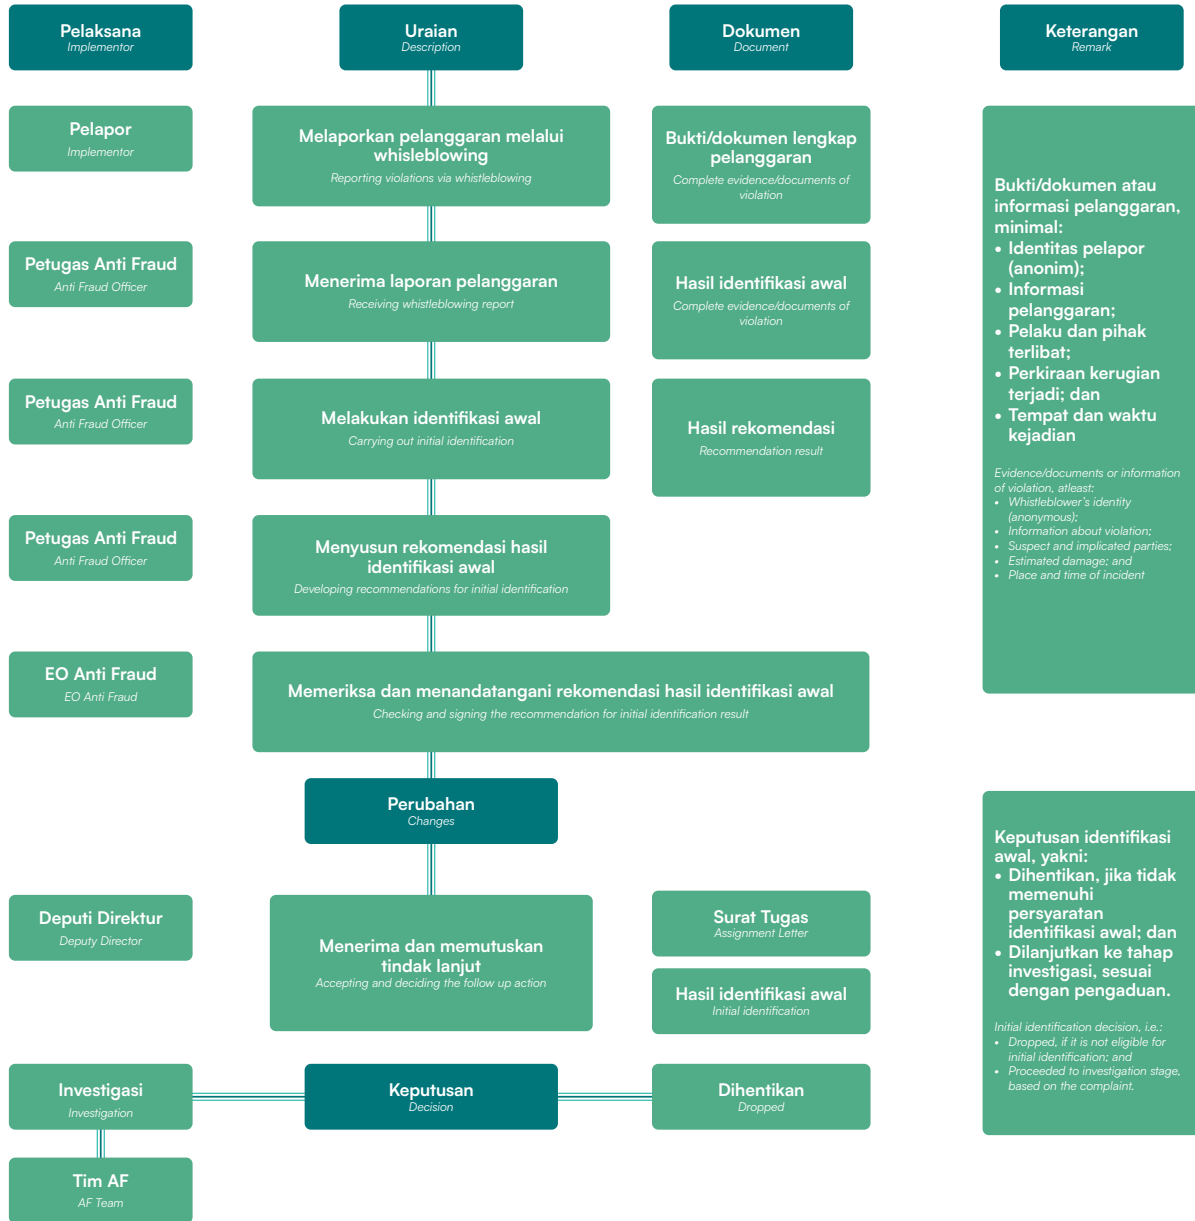 Pelaksana
Implementor
Uraian
Description
Dokumen
Document
Keterangan
Remark
Pelapor
Implementor
Melaporkan pelanggaran melalui
whisleblowing
Reporting violations via whistleblowing
Bukti/dokumen lengkap
pelanggaran
Complete evidence/documents of
violation
Petugas Anti Fraud
Anti Fraud Officer
Menerima laporan pelanggaran
Receiving whistleblowing report
Hasil identifikasi awal
Complete evidence/documents of
violation
Petugas Anti Fraud
Anti Fraud Officer
Melakukan identifikasi awal
Carrying out initial identification
Hasil rekomendasi
Recommendation result
Petugas Anti Fraud
Anti Fraud Officer
Menyusun rekomendasi hasil
identifikasi awal
Developing recommendations for initial identification
EO Anti Fraud
EO Anti Fraud
Memeriksa dan menandatangani rekomendasi hasil identifikasi awal
Checking and signing the recommendation for initial identification result
Bukti/dokumen atau
informasi pelanggaran,
minimal:
• Identitas pelapor
(anonim);
• Informasi
pelanggaran;
• Pelaku dan pihak
terlibat;
• Perkiraan kerugian
terjadi; dan
• Tempat dan waktu
kejadian
Evidence/documents or information
of violation, atleast:
• Whistleblower's identity
(anonymous);
• Information about violation;
• Suspect and implicated parties;
• Estimated damage; and
• Place and time of incident
Perubahan
Changes
Deputi Direktur
Deputy Director
Menerima dan memutuskan
tindak lanjut
Accepting and deciding the follow up action
Surat Tugas
Assignment Letter
Hasil identifikasi awal
Initial identification
Investigasi
Investigation
Keputusan
Decision
Dihentikan
Dropped
Tim AF
AF Team
Keputusan identifikasi
awal, yakni:
• Dihentikan, jika tidak
memenuhi
persyaratan
identifikasi awal; dan
• Dilanjutkan ke tahap
investigasi, sesuai
dengan pengaduan.
Initial identification decision, i.e.:
• Dropped, if it is not eligible for
initial identification; and
• Proceeded to investigation stage,
based on the complaint.